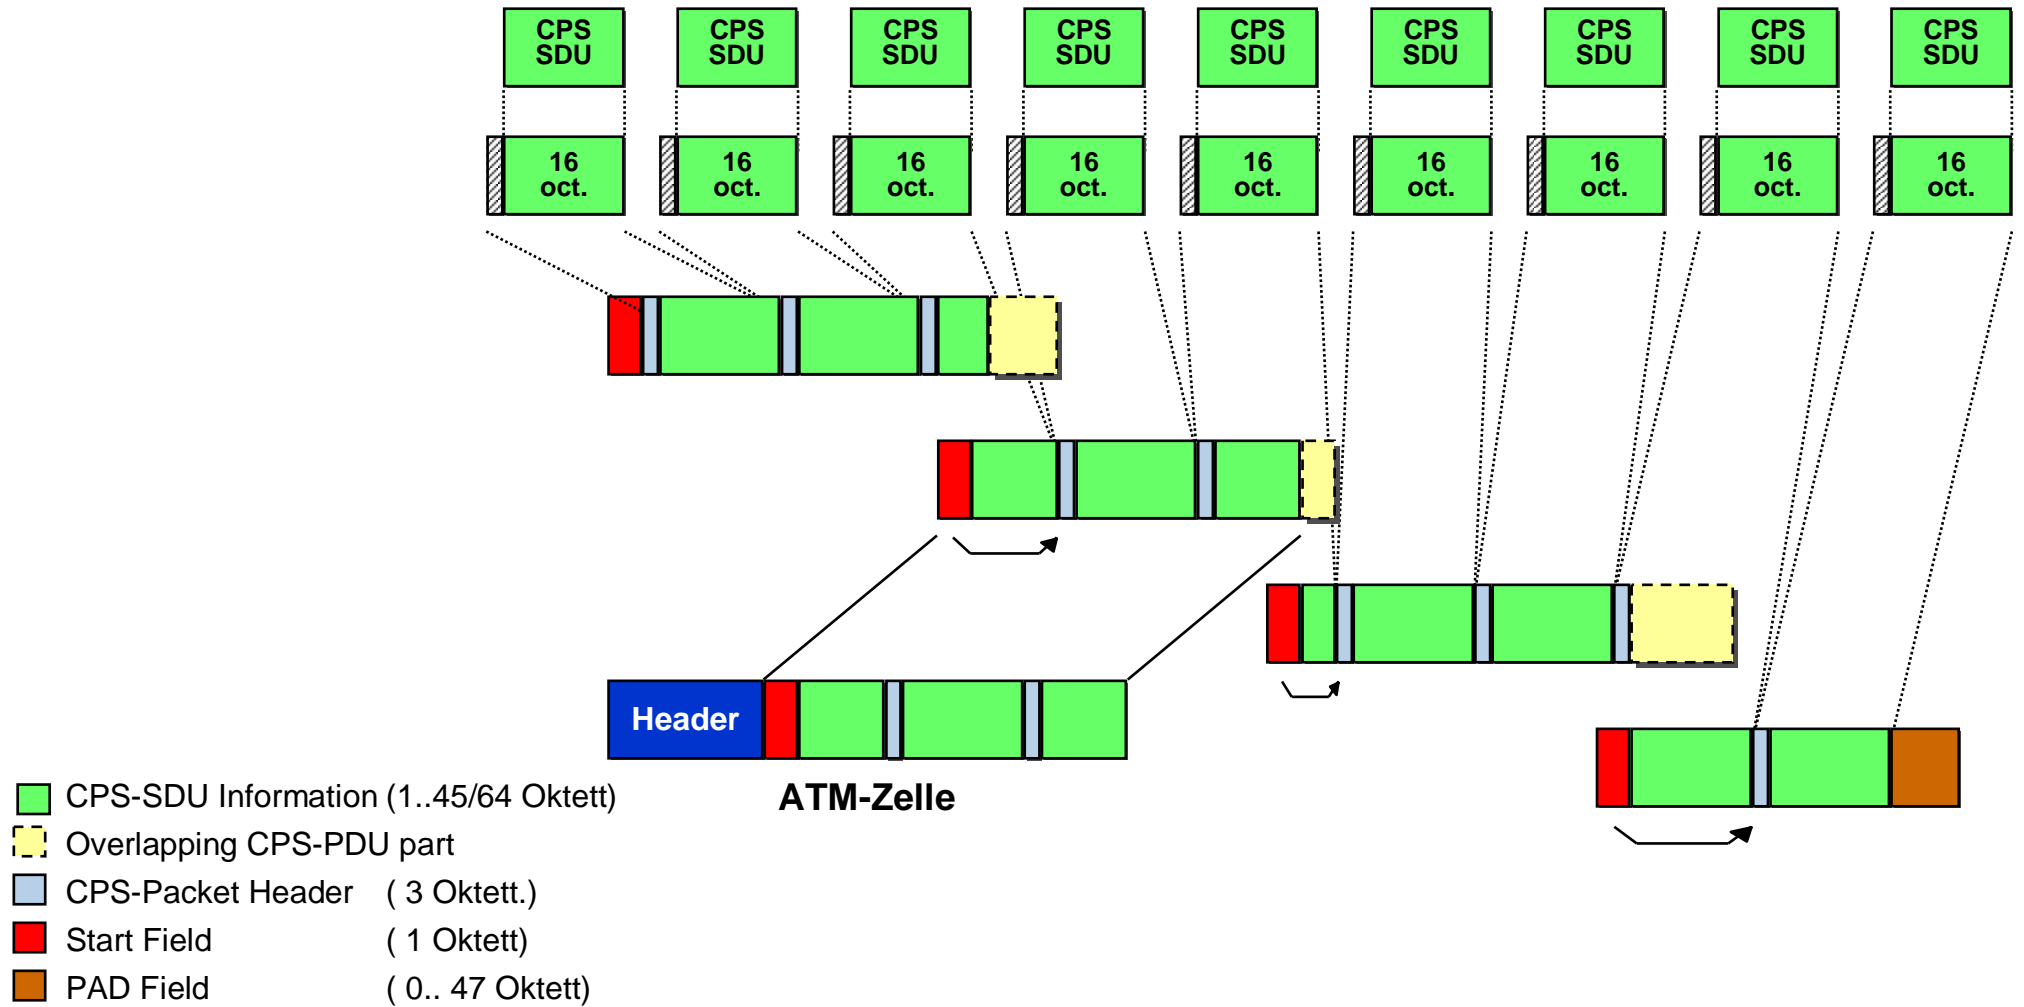 CPS CPS CPS CPS CPS CPS CPS CPS CPS
SDU SDU SDU SDU SDU SDU SDU SDU SDU
16 16 16 16 16 16 16 16 16
oct. oct. oct. oct. oct. oct. oct. oct. oct.
Header
ATM-Zelle
CPS-SDU Information (1..45/64 Oktett)
Overlapping CPS-PDU part
CPS-Packet Header ( 3 Oktett.)
Start Field ( 1 Oktett)
PAD Field ( 0.. 47 Oktett)